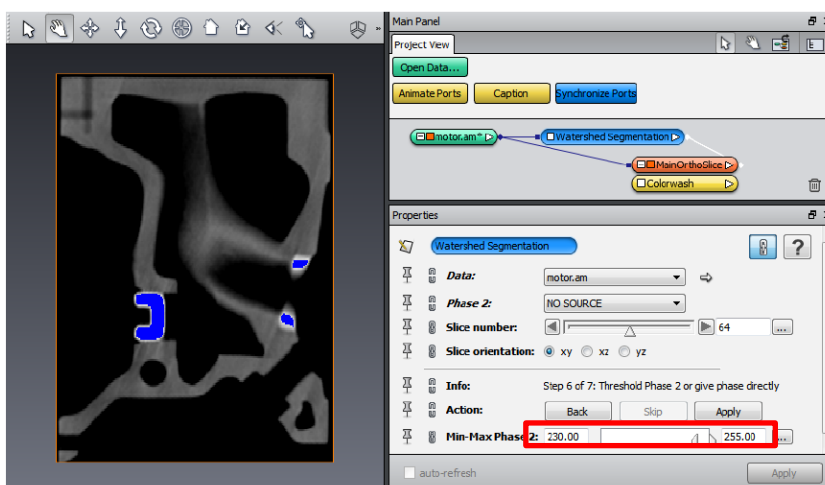 Main Panel
Project View
Open Data...
Animate Ports Caption Synchronize Ports
motor.am* Watershed Segmentation
MainOrthoSlice
Colorwash
Properties
Watershed Segmentation ?
Data: motor.am
Phase 2: NO SOURCE
Slice number: 64 ...
Slice orientation: xy xz yz
Info: Step 6 of 7: Threshold Phase 2 or give phase directly
Action: Back Skip Apply
Min-Max Phase 2: 230.00 255.00 ...
auto-refresh Apply